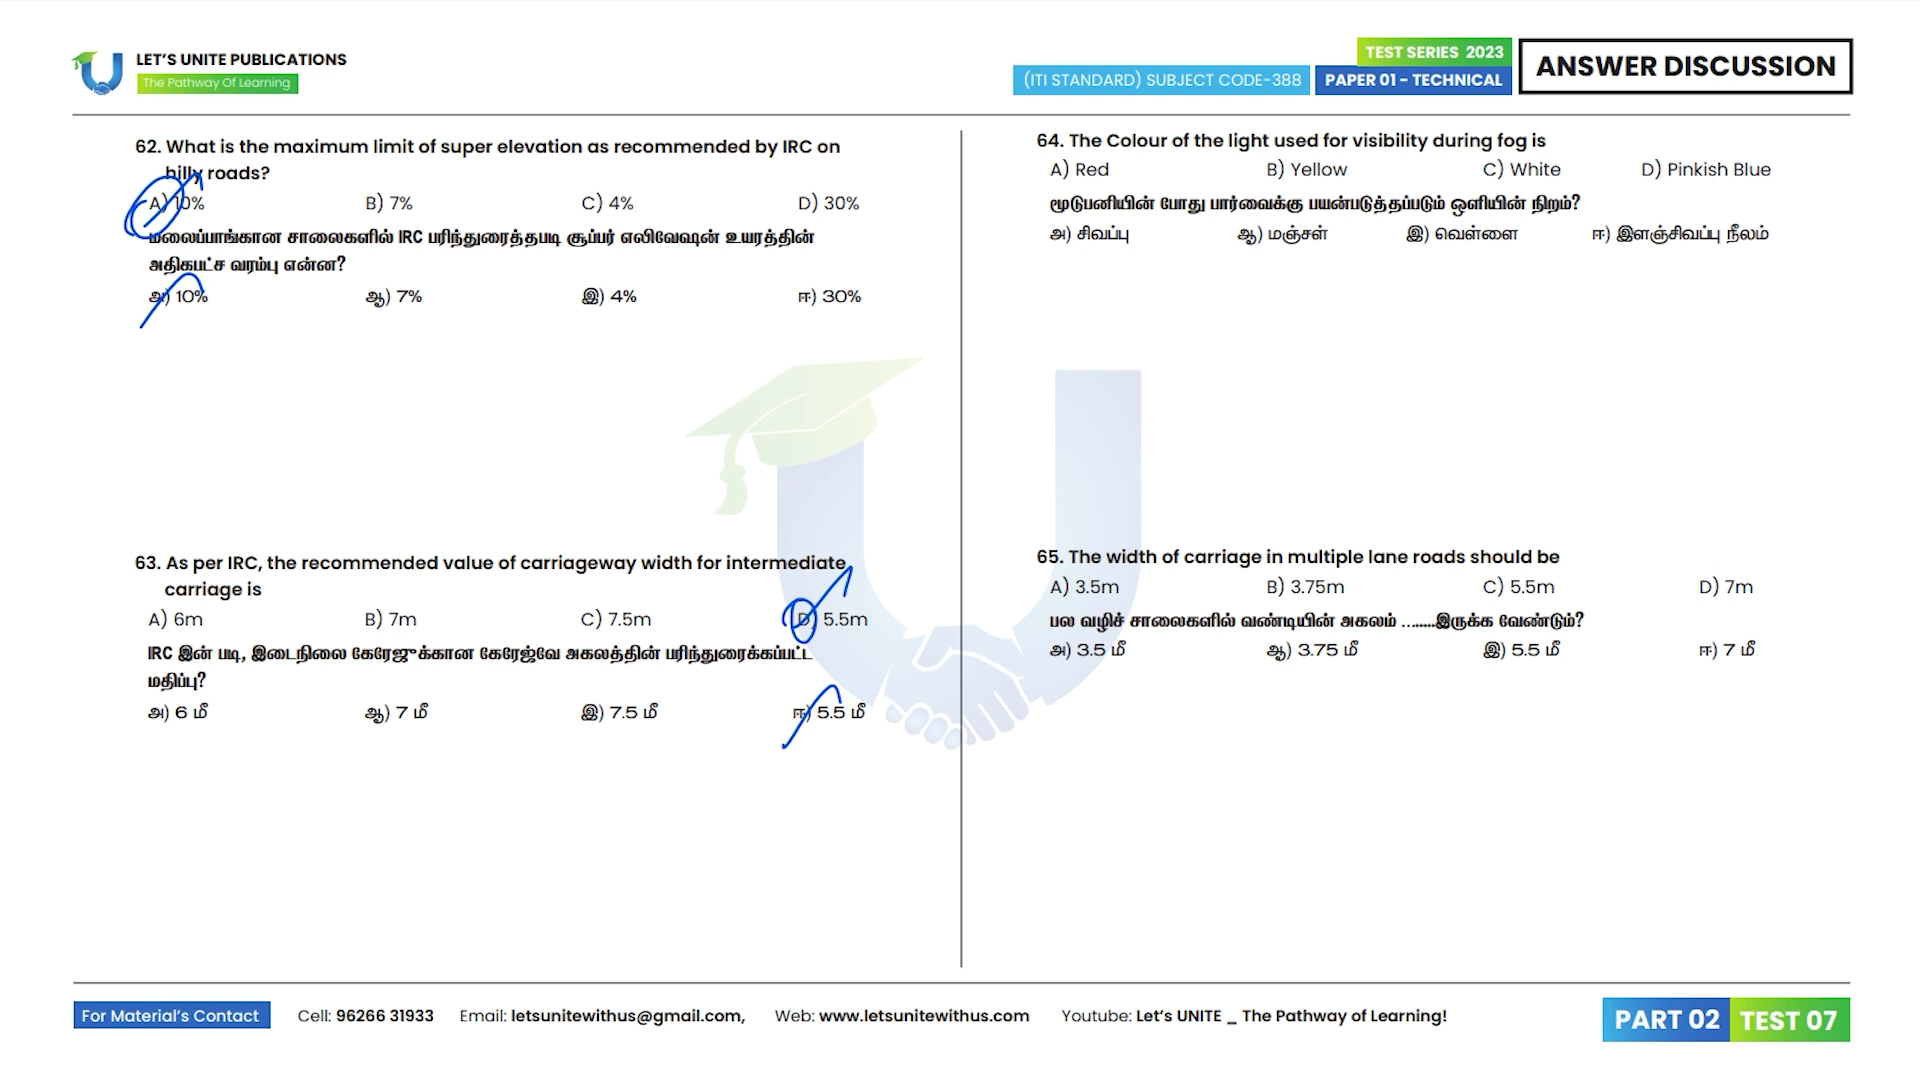 LET'S UNITE PUBLICATIONS
The Pathway Of Learning
TEST SERIES 2023
(ITI STANDARD) SUBJECT CODE-388
PAPER 01 - TECHNICAL
ANSWER DISCUSSION
62. What is the maximum limit of super elevation as recommended by IRC on
hilly roads?
A) 10% B) 7% C) 4% D) 30%
மலைப்பாங்கான சாலைகளில் IRC பரிந்துரைத்தபடி சூப்பர் எலிவேஷன் உயரத்தின்
அதிகபட்ச வரம்பு என்ன?
அ) 10% ஆ) 7% இ) 4% ஈ) 30%
63. As per IRC, the recommended value of carriageway width for intermediate
carriage is
A) 6m B) 7m C) 7.5m D) 5.5m
IRC இன் படி, இடைநிலை கேரேஜுக்கான கேரேஜ்வே அகலத்தின் பரிந்துரைக்கப்பட்ட
மதிப்பு?
அ) 6 மீ ஆ) 7 மீ இ) 7.5 மீ ஈ) 5.5 மீ
64. The Colour of the light used for visibility during fog is
A) Red B) Yellow C) White D) Pinkish Blue
மூடுபனியின் போது பார்வைக்கு பயன்படுத்தப்படும் ஒளியின் நிறம்?
அ) சிவப்பு ஆ) மஞ்சள் இ) வெள்ளை ஈ) இளஞ்சிவப்பு நீலம்
65. The width of carriage in multiple lane roads should be
A) 3.5m B) 3.75m C) 5.5m D) 7m
பல வழிச் சாலைகளில் வண்டியின் அகலம் ........இருக்க வேண்டும்?
அ) 3.5 மீ ஆ) 3.75 மீ இ) 5.5 மீ ஈ) 7 மீ
For Material's Contact Cell: 96266 31933 Email: letsunitewithus@gmail.com, Web: www.letsunitewithus.com Youtube: Let's UNITE _ The Pathway of Learning!
PART 02 TEST 07